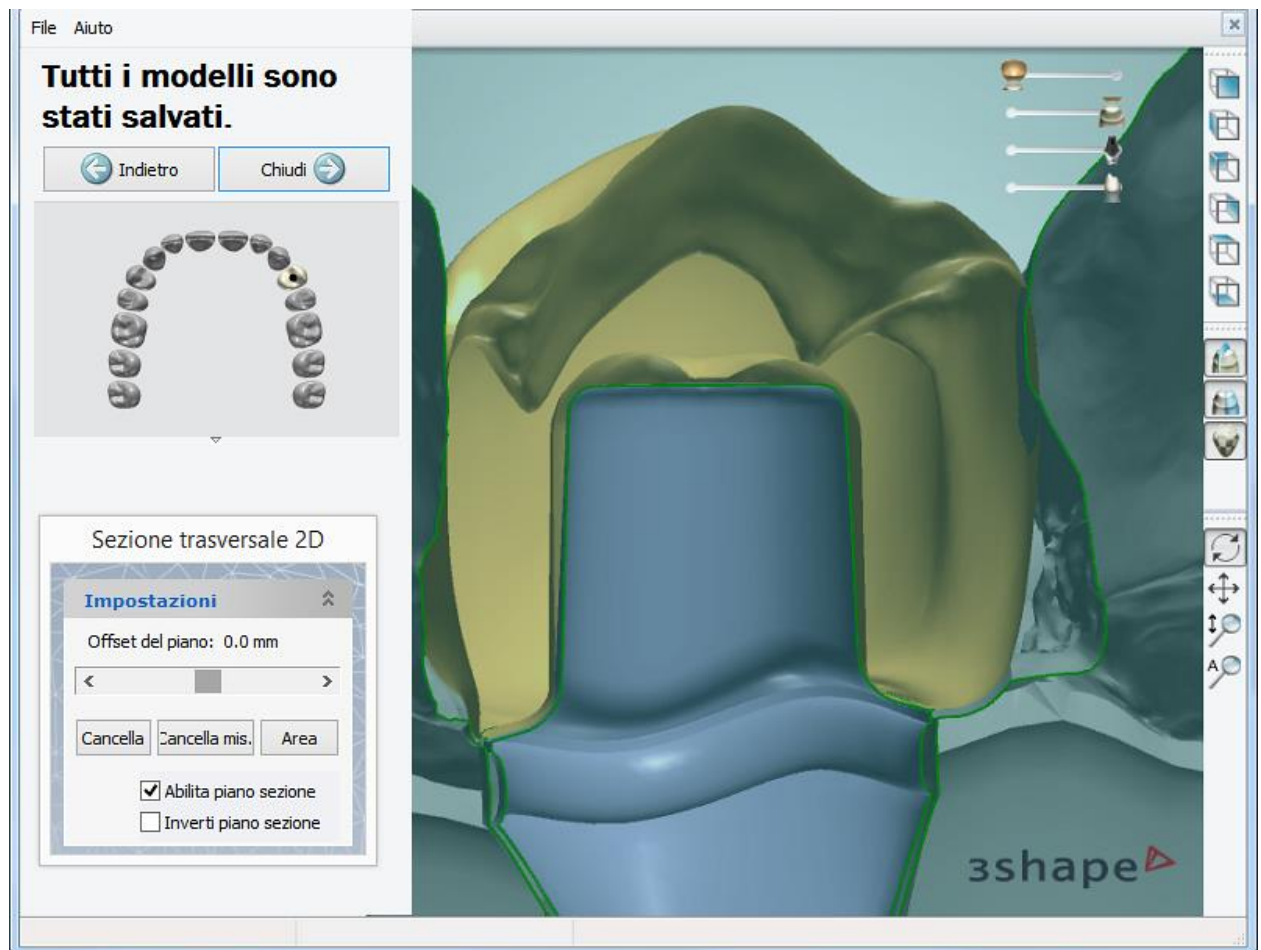 File Aiuto
Tutti i modelli sono
stati salvati.
Indietro Chiudi
Sezione trasversale 2D
Impostazioni
Offset del piano: 0.0 mm
Cancella Cancella mis. Area
Abilita piano sezione
Inverti piano sezione
A
3shape